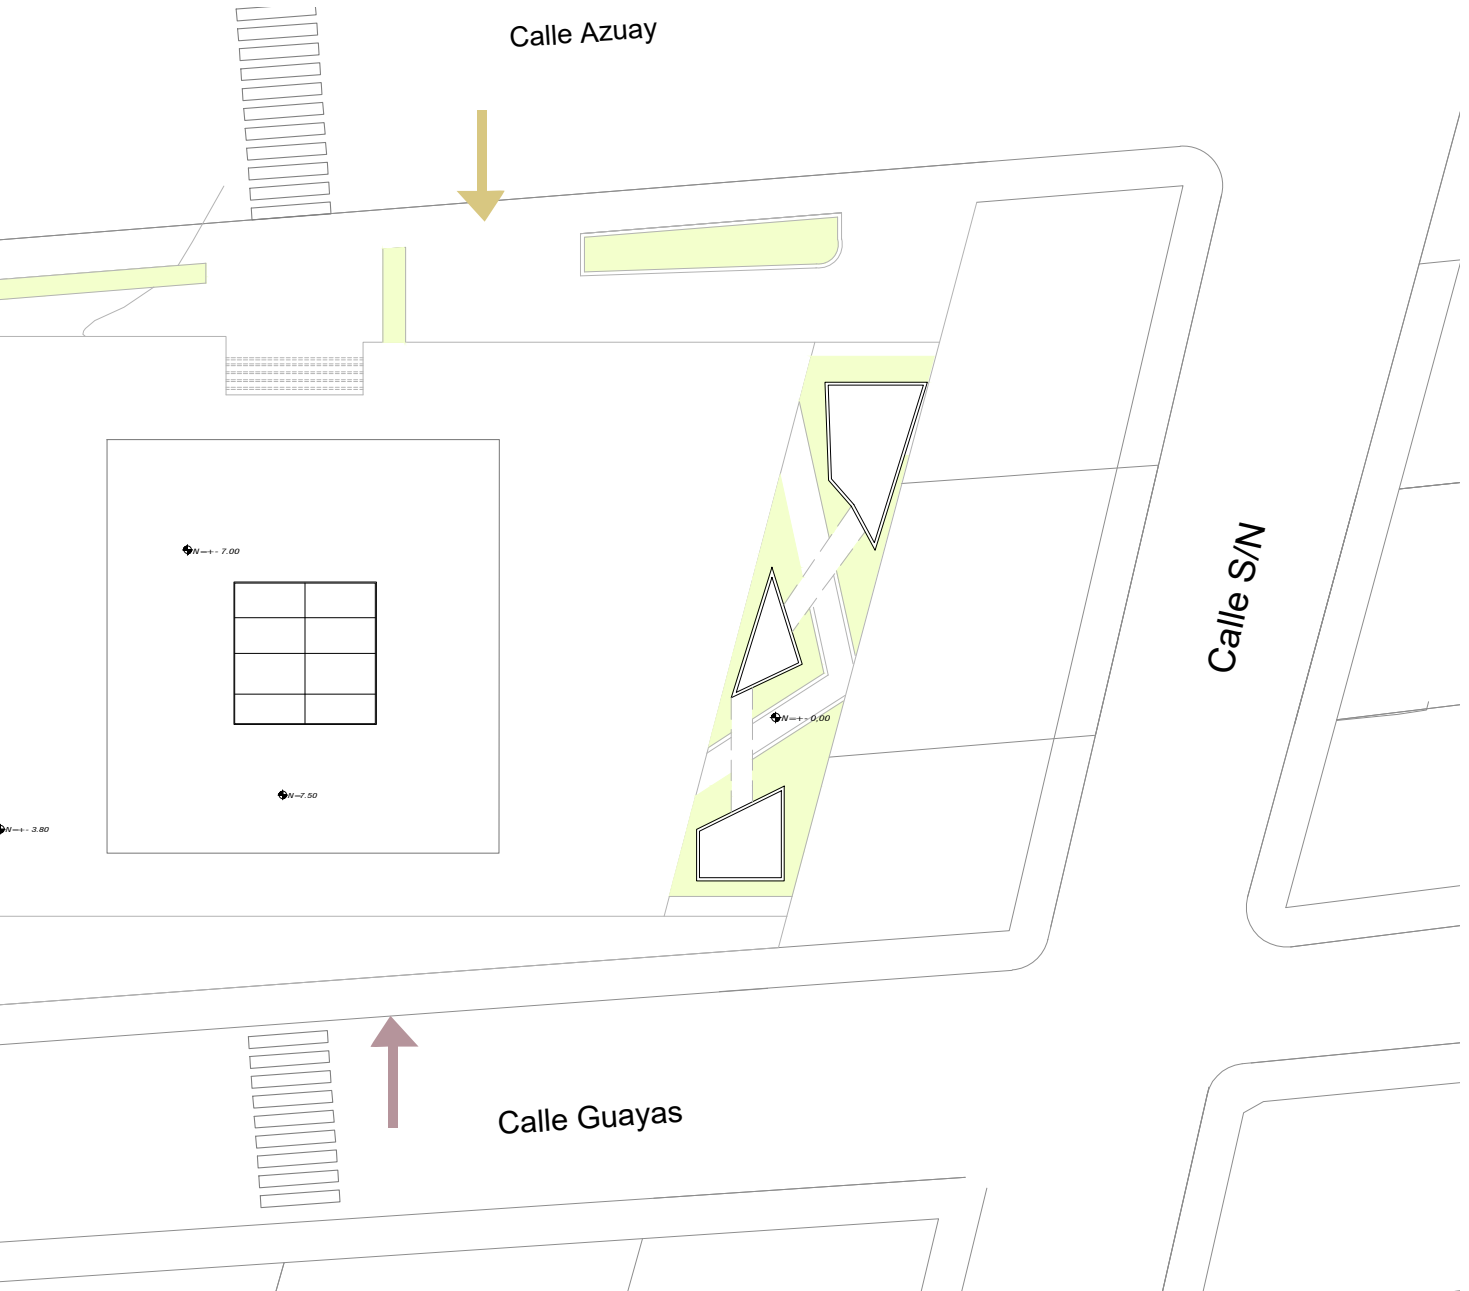 Calle Azuay
N=+- 7.00
Calle S/N
N=+- 0,00
N=7.50
N=+- 3.80
Calle Guayas